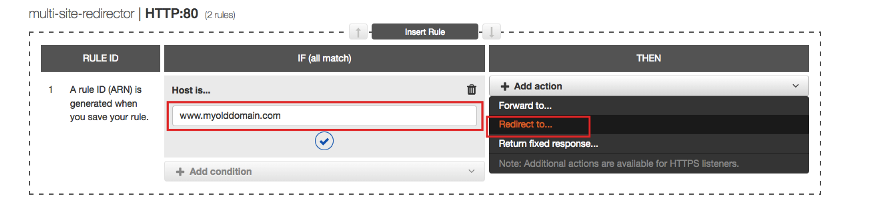 multi-site-redirector | HTTP:80 (2 rules)
Insert Rule
RULE ID
IF (all match)
THEN
1 A rule ID (ARN) is
generated when
you save your rule.
Host is...
www.myolddomain.com
Add condition
Add action
Forward to...
Redirect to...
Return fixed response...
Note: Additional actions are available for HTTPS listeners.